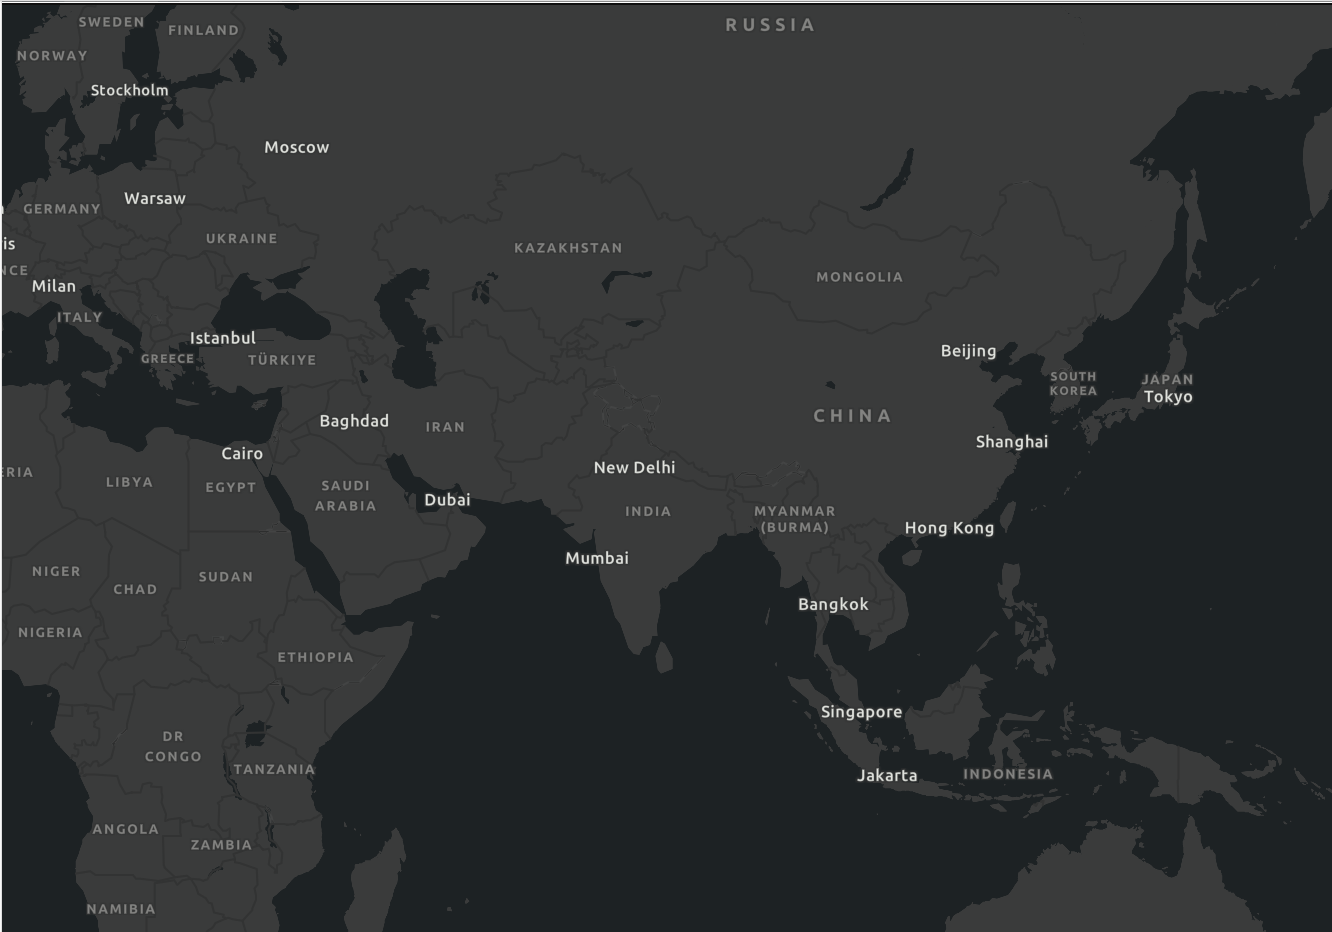 SWEDEN
FINLAND
RUSSIA
NORWAY
Stockholm
Moscow
Warsaw
GERMANY
UKRAINE
is
KAZAKHSTAN
NCE
MONGOLIA
Milan
ITALY
Istanbul
GREECE
TÜRKIYE
Beijing
SOUTH
KOREA
JAPAN
Tokyo
CHINA
Baghdad
IRAN
Shanghai
Cairo
New Delhi
ERIA
LIBYA
EGYPT
SAUDI
ARABIA
Dubai
INDIA
MYANMAR
(BURMA)
Hong Kong
Mumbai
NIGER
CHAD
SUDAN
Bangkok
NIGERIA
ETHIOPIA
Singapore
DR
CONGO
TANZANIA
Jakarta
INDONESIA
ANGOLA
ZAMBIA
NAMIBIA